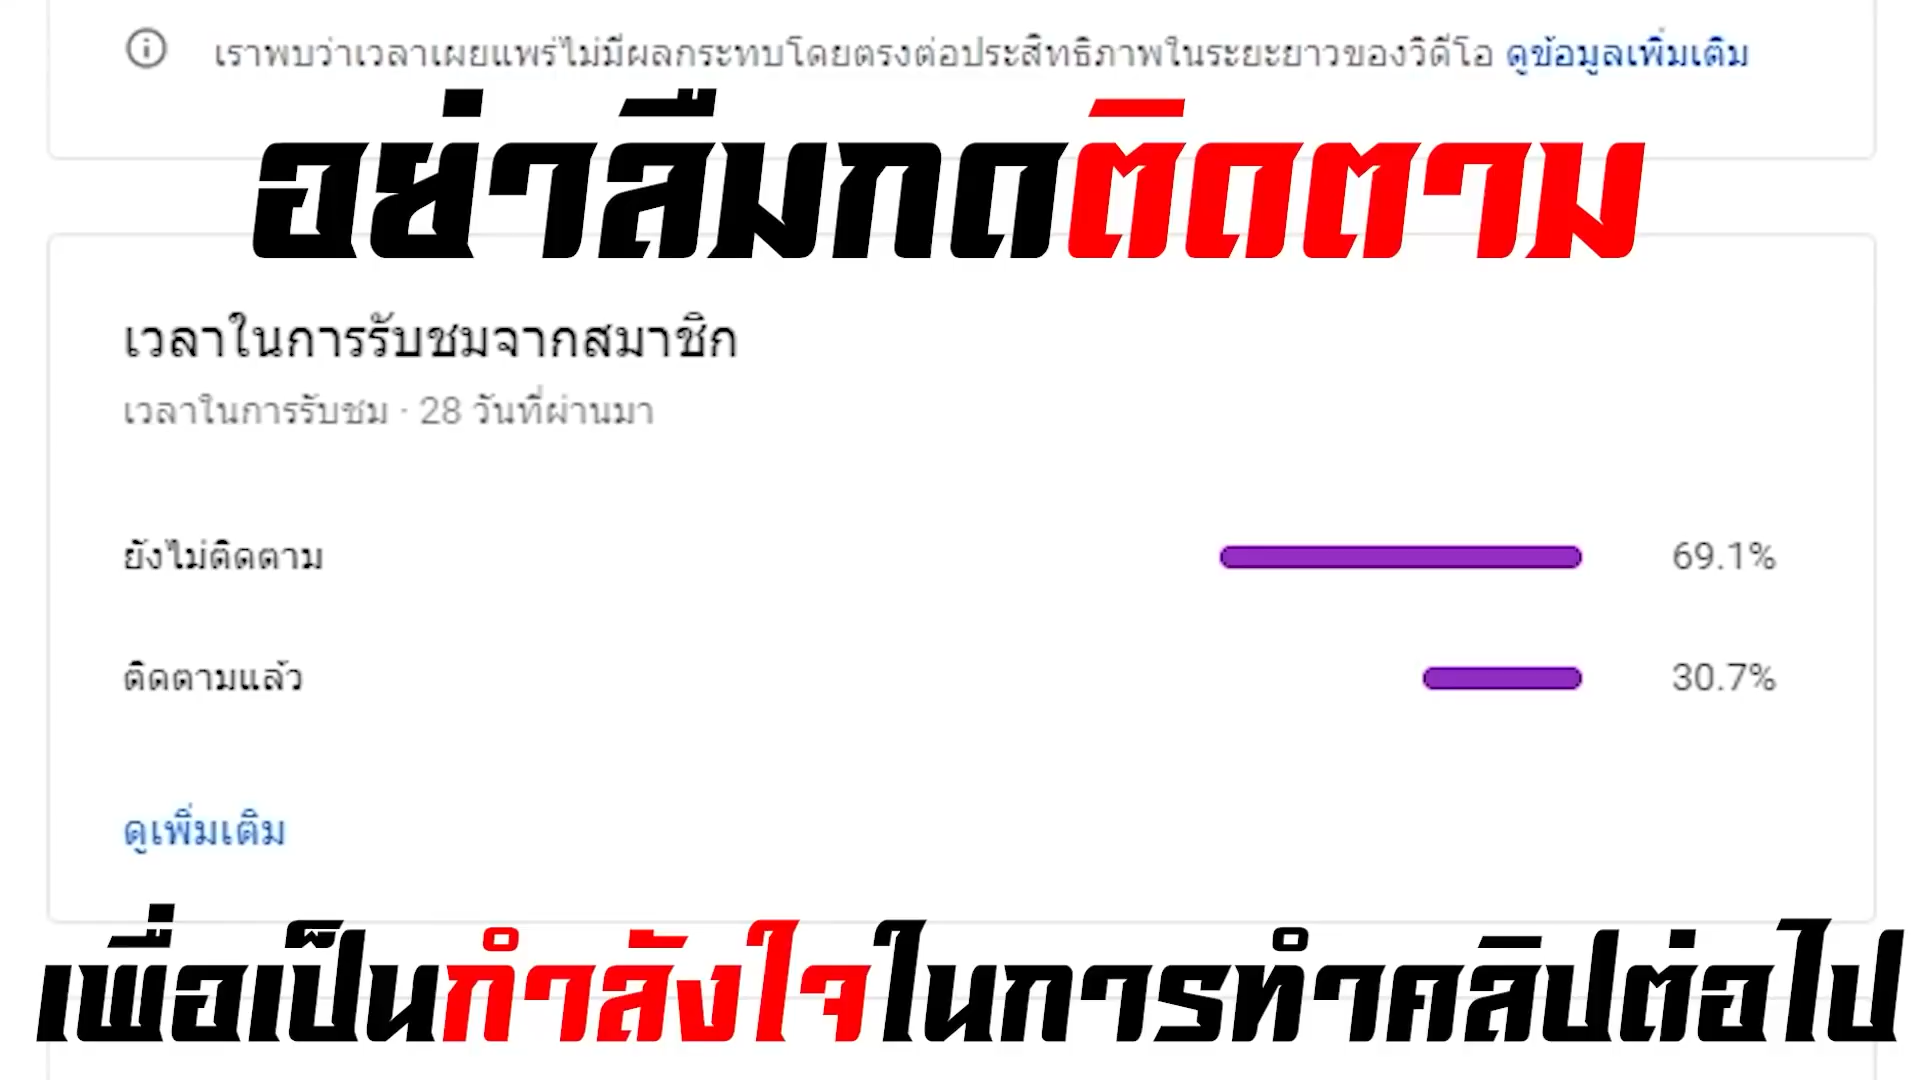 เราพบว่าเวลาเผยแพร่ไม่มีผลกระทบโดยตรงต่อประสิทธิภาพในระยะยาวของวิดีโอ ดูข้อมูลเพิ่มเติม
อย่าลืมกดติดตาม
เวลาในการรับชมจากสมาชิก
เวลาในการรับชม · 28 วันที่ผ่านมา
ยังไม่ติดตาม 69.1%
ติดตามแล้ว 30.7%
ดูเพิ่มเติม
เพื่อเป็นกำลังใจในการทำคลิปต่อไป